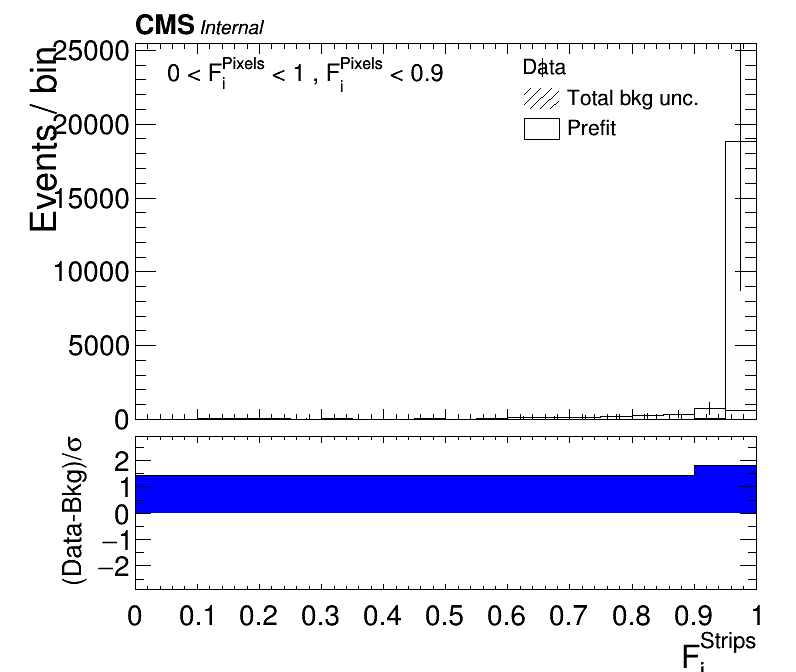 CMS Internal
0 < F_i^Pixels < 1 , F_i^Pixels < 0.9
Data
Total bkg unc.
Prefit
Events / bin
25000
20000
15000
10000
5000
0
(Data-Bkg)/σ
2
1
0
−1
−2
0 0.1 0.2 0.3 0.4 0.5 0.6 0.7 0.8 0.9 1
F_i^Strips